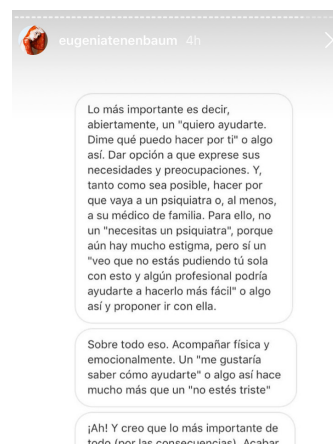 eugeniatenenbaum 4h
Lo más importante es decir,
abiertamente, un "quiero ayudarte.
Dime qué puedo hacer por ti" o algo
así. Dar opción a que exprese sus
necesidades y preocupaciones. Y,
tanto como sea posible, hacer por
que vaya a un psiquiatra o, al menos,
a su médico de familia. Para ello, no
un "necesitas un psiquiatra", porque
aún hay mucho estigma, pero sí un
"veo que no estás pudiendo tú sola
con esto y algún profesional podría
ayudarte a hacerlo más fácil" o algo
así y proponer ir con ella.
Sobre todo eso. Acompañar física y
emocionalmente. Un "me gustaría
saber cómo ayudarte" o algo así hace
mucho más que un "no estés triste"
¡Ah! Y creo que lo más importante de
todo (por las consecuencias). Acabar